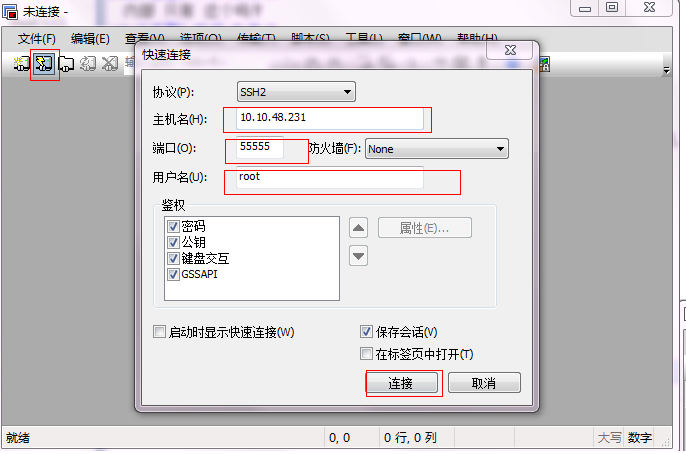 未连接 -
文件(F) 编辑(E) 查看(V) 选项(O) 传输(T) 脚本(S) 工具(L) 窗口(W) 帮助(H)
快速连接
协议(P): SSH2
主机名(H): 10.10.48.231
端口(O): 55555 防火墙(F): None
用户名(U): root
鉴权
密码
公钥
键盘交互
GSSAPI
属性(E)...
启动时显示快速连接(W) 保存会话(V)
在标签页中打开(T)
连接 取消
就绪 0, 0 0 行, 0 列 大写 数字